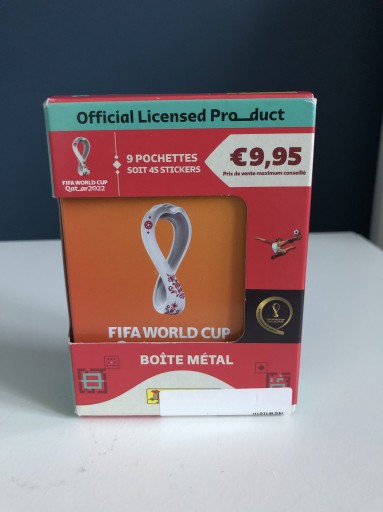 Official Licensed Product
FIFA WORLD CUP
Qatar2022
9 POCHETTES
SOIT 45 STICKERS
€9,95
Prix de vente maximum conseillé
FIFA WORLD CUP
BOÎTE MÉTAL